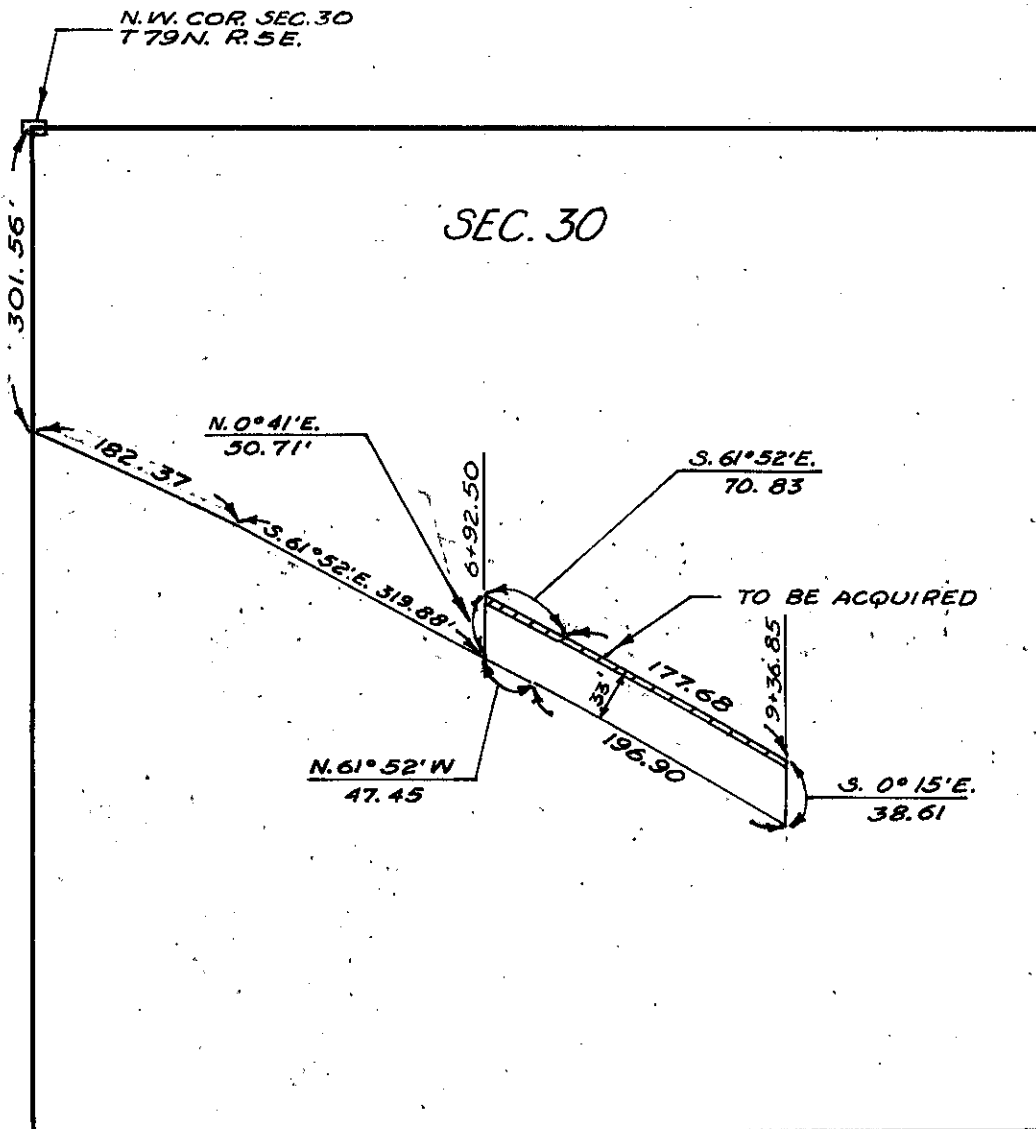 N.W. COR. SEC. 30
T 79 N. R. 5 E.
SEC. 30
301.56'
N. 0° 41' E.
50.71'
182.37
S. 61° 52' E. 319.88'
6+92.50
S. 61° 52' E.
70.83
TO BE ACQUIRED
177.68
9+36.85
33'
196.90
N. 61° 52' W
47.45
S. 0° 15' E.
38.61